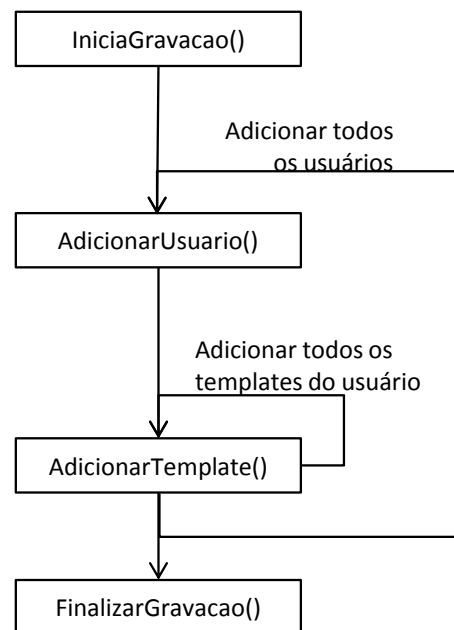 IniciaGravacao()
Adicionar todos
os usuários
AdicionarUsuario()
Adicionar todos os
templates do usuário
AdicionarTemplate()
FinalizarGravacao()